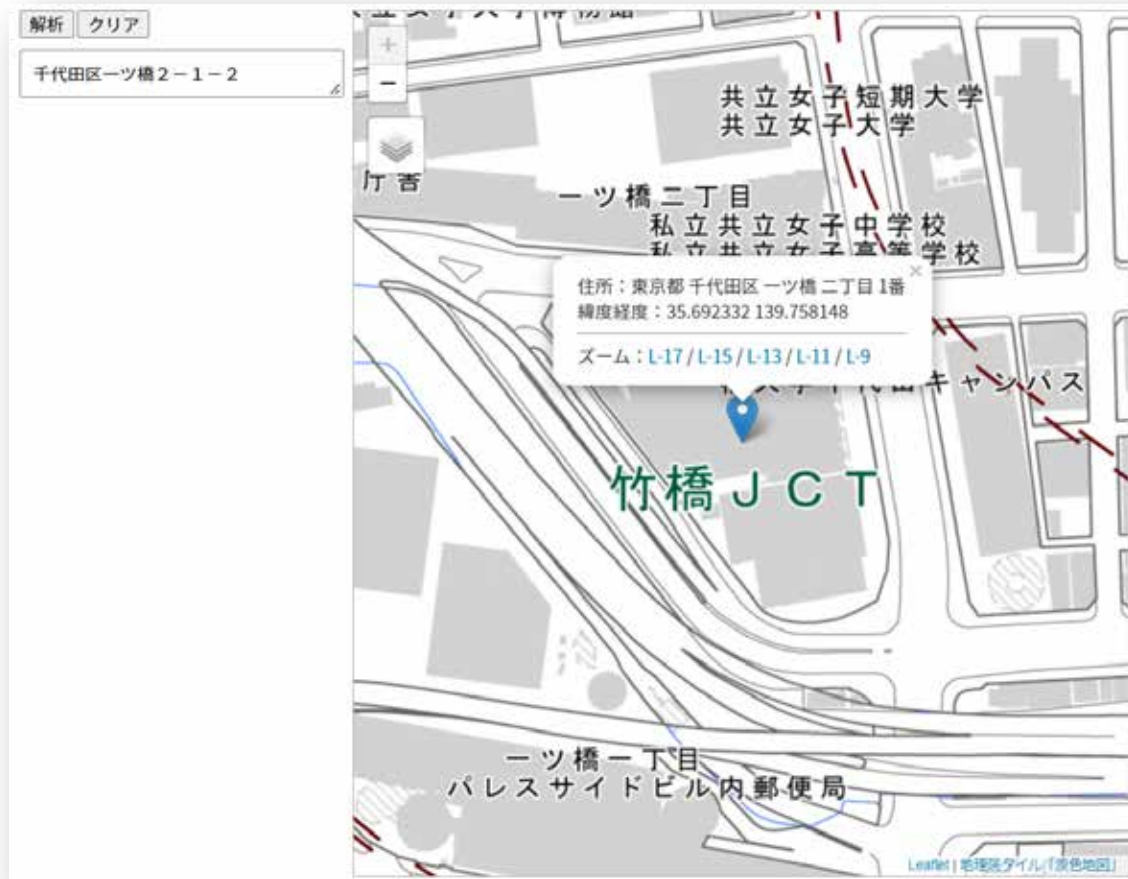 解析 クリア
千代田区一ツ橋２－１－２
＋
－
共立女子短期大学
共立女子大学
庁舎
一ツ橋二丁目
私立共立女子中学校
私立共立女子高等学校
×
住所：東京都 千代田区 一ツ橋 二丁目 1番
緯度経度：35.692332 139.758148
ズーム：L-17 / L-15 / L-13 / L-11 / L-9
キャンパス
竹橋ＪＣＴ
一ツ橋一丁目
パレスサイドビル内郵便局
Leaflet | 地理院タイル「淡色地図」